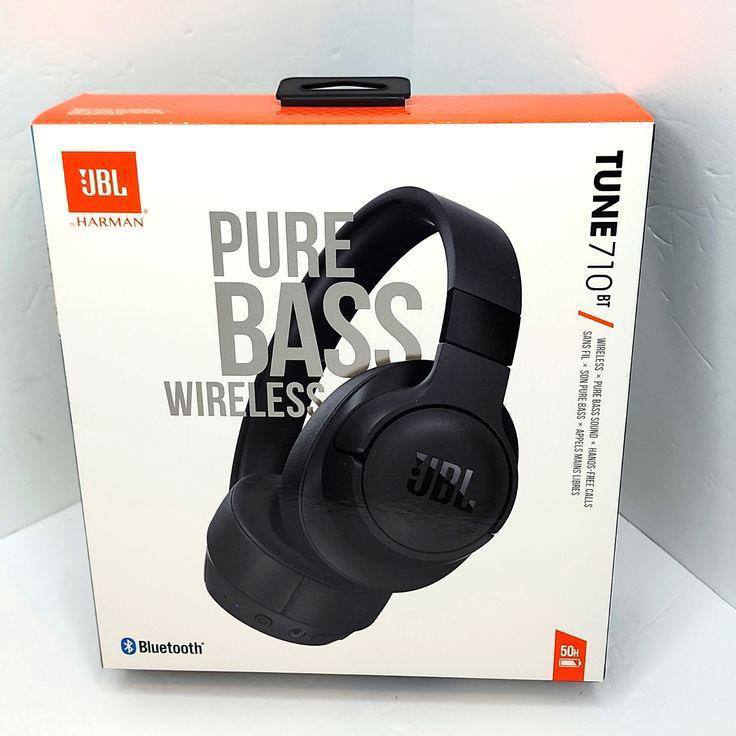 JBL
by HARMAN
PURE
BASS
WIRELESS
TUNE710BT
WIRELESS × PURE BASS SOUND × HANDS-FREE CALLS
SANS FIL × SON PURE BASS × APPELS MAINS LIBRES
JBL
Bluetooth®
50H